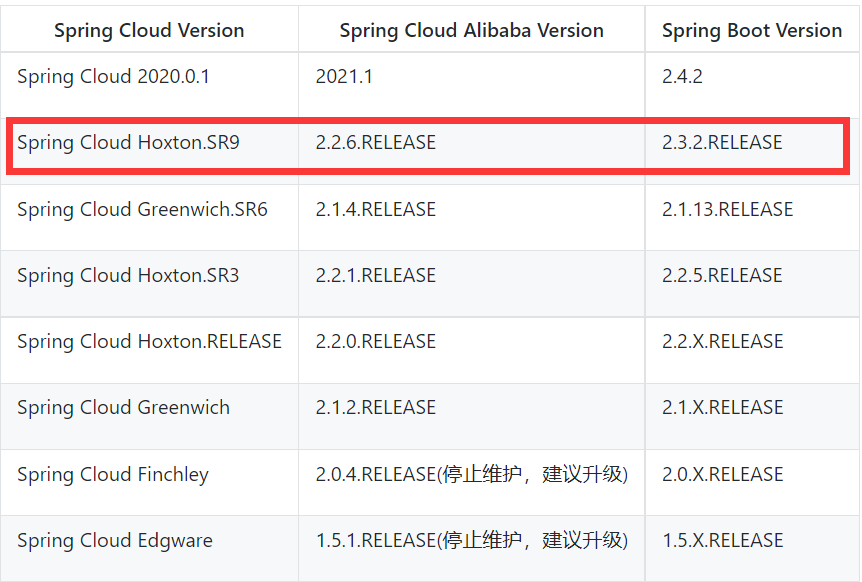 Spring Cloud Version Spring Cloud Alibaba Version Spring Boot Version
Spring Cloud 2020.0.1 2021.1 2.4.2
Spring Cloud Hoxton.SR9 2.2.6.RELEASE 2.3.2.RELEASE
Spring Cloud Greenwich.SR6 2.1.4.RELEASE 2.1.13.RELEASE
Spring Cloud Hoxton.SR3 2.2.1.RELEASE 2.2.5.RELEASE
Spring Cloud Hoxton.RELEASE 2.2.0.RELEASE 2.2.X.RELEASE
Spring Cloud Greenwich 2.1.2.RELEASE 2.1.X.RELEASE
Spring Cloud Finchley 2.0.4.RELEASE(停止维护，建议升级) 2.0.X.RELEASE
Spring Cloud Edgware 1.5.1.RELEASE(停止维护，建议升级) 1.5.X.RELEASE